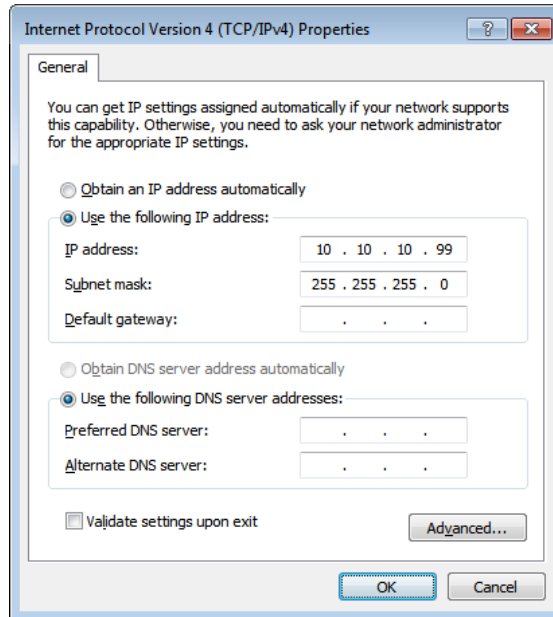 Internet Protocol Version 4 (TCP/IPv4) Properties
General
You can get IP settings assigned automatically if your network supports
this capability. Otherwise, you need to ask your network administrator
for the appropriate IP settings.
Obtain an IP address automatically
Use the following IP address:
IP address: 10 . 10 . 10 . 99
Subnet mask: 255 . 255 . 255 . 0
Default gateway: . . .
Obtain DNS server address automatically
Use the following DNS server addresses:
Preferred DNS server: . . .
Alternate DNS server: . . .
Validate settings upon exit
Advanced...
OK Cancel